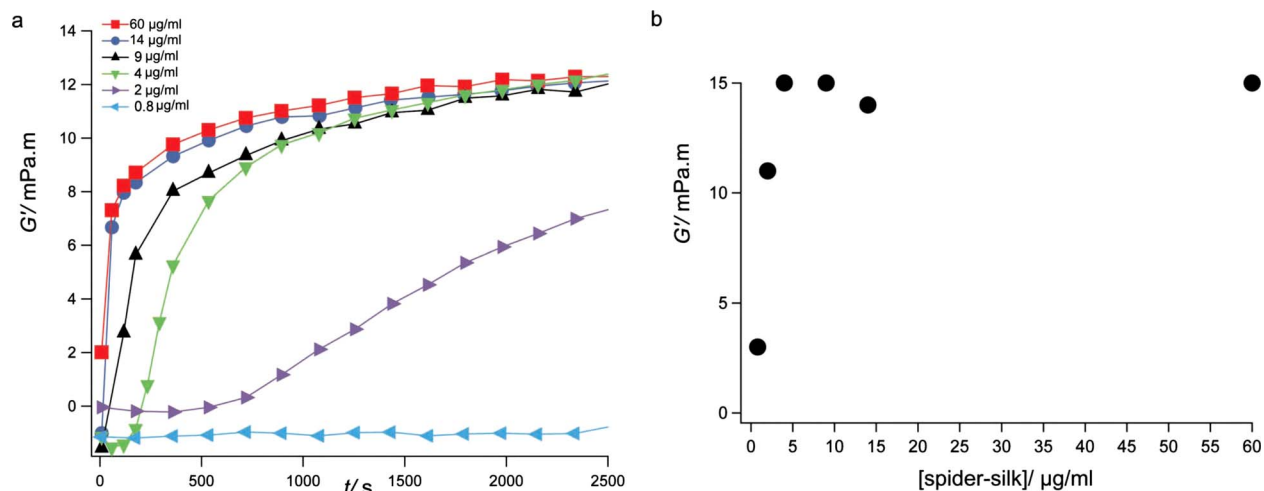 a
60 µg/ml
14 µg/ml
9 µg/ml
4 µg/ml
2 µg/ml
0.8 µg/ml
14
12
10
8
6
4
2
0
G'/ mPa.m
0 500 1000 1500 2000 2500
t/ s
b
15
10
5
0
G'/ mPa.m
0 5 10 15 20 25 30 35 40 45 50 55 60
[spider-silk]/ µg/ml